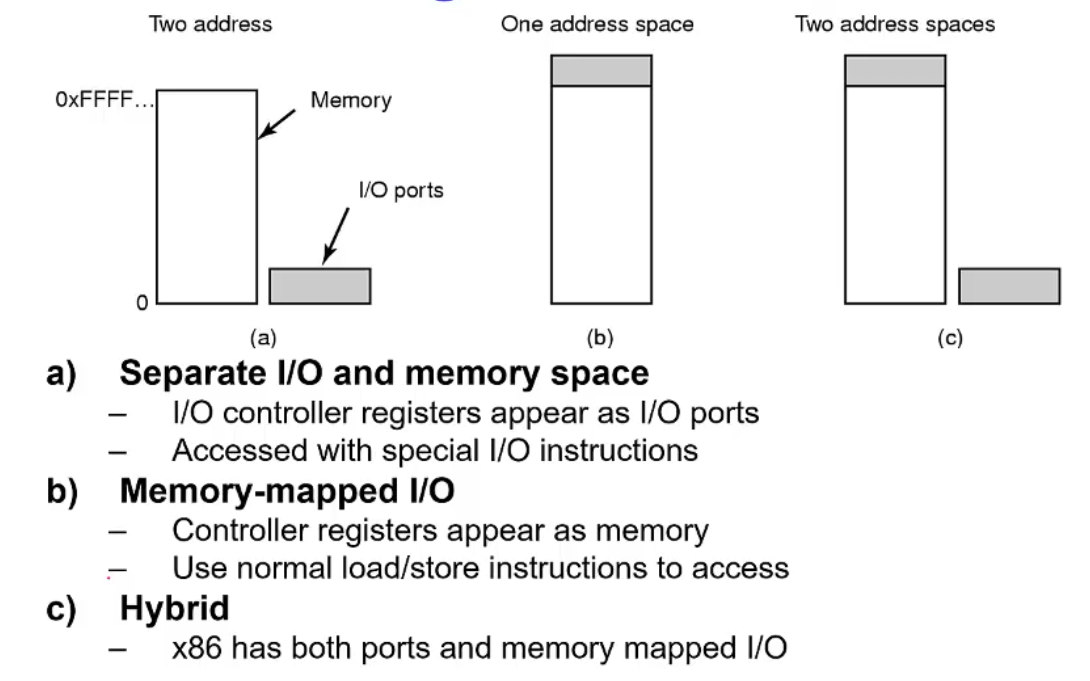 Two address
One address space
Two address spaces
0xFFFF...
Memory
I/O ports
0
(a)
(b)
(c)
a) Separate I/O and memory space
– I/O controller registers appear as I/O ports
– Accessed with special I/O instructions
b) Memory-mapped I/O
– Controller registers appear as memory
– Use normal load/store instructions to access
c) Hybrid
– x86 has both ports and memory mapped I/O